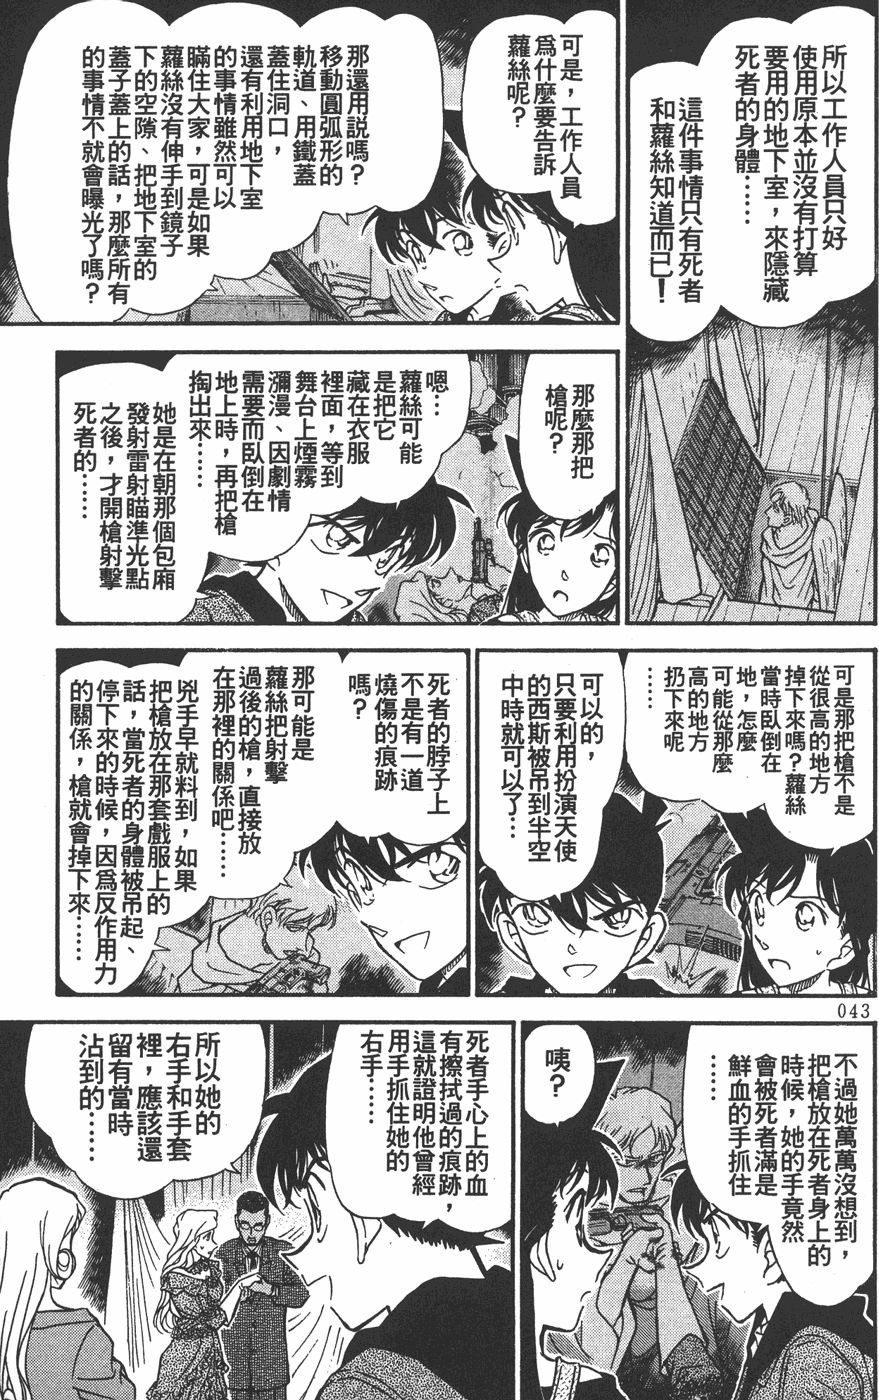 所以工作人員只好
使用原本並沒有打算
要用的地下室，來隱藏
死者的身體……
這件事情只有死者
和蘿絲知道而已！
可是，工作人員
為什麼要告訴
蘿絲呢？
那還用說嗎？
移動圓弧形的
軌道、用鐵蓋
蓋住洞口，
還有利用地下室
的事情雖然可以
瞞住大家，可是如果
蘿絲沒有伸手到鏡子
下的空隙、把地下室的
蓋子蓋上的話，那麼所有
的事情不就會曝光了嗎？
那麼那把
槍呢？
嗯…
蘿絲可能
是把它
藏在衣服
裡面，等到
舞台上煙霧
瀰漫、因劇情
需要而臥倒在
地上時，再把槍
掏出來……
她是在朝那個包廂
發射雷射瞄準光點
之後，才開槍射擊
死者的……
可是那把槍不是
從很高的地方
掉下來嗎？蘿絲
當時臥倒在
地，怎麼
可能從那麼
高的地方
扔下來呢
……
可以的，
只要利用扮演天使
的西斯被吊到半空
中時就可以了…
死者的脖子上
不是有一道
燒傷的痕跡
嗎？
那可能是
蘿絲把射擊
過後的槍，直接放
在那裡的關係吧……
兇手早就料到，如果
把槍放在那套戲服上的
話，當死者的身體被吊起、
停下來的時候，因為反作用力
的關係，槍就會掉下來……
043
不過她萬萬沒想到，
把槍放在死者身上的
時候，她的手竟然
會被死者滿是
鮮血的手抓住
……
咦？
死者手心上的血
有擦拭過的痕跡，
這就證明他曾經
用手抓住她的
右手……
所以她的
右手和手套
裡，應該還
留有當時
沾到的……